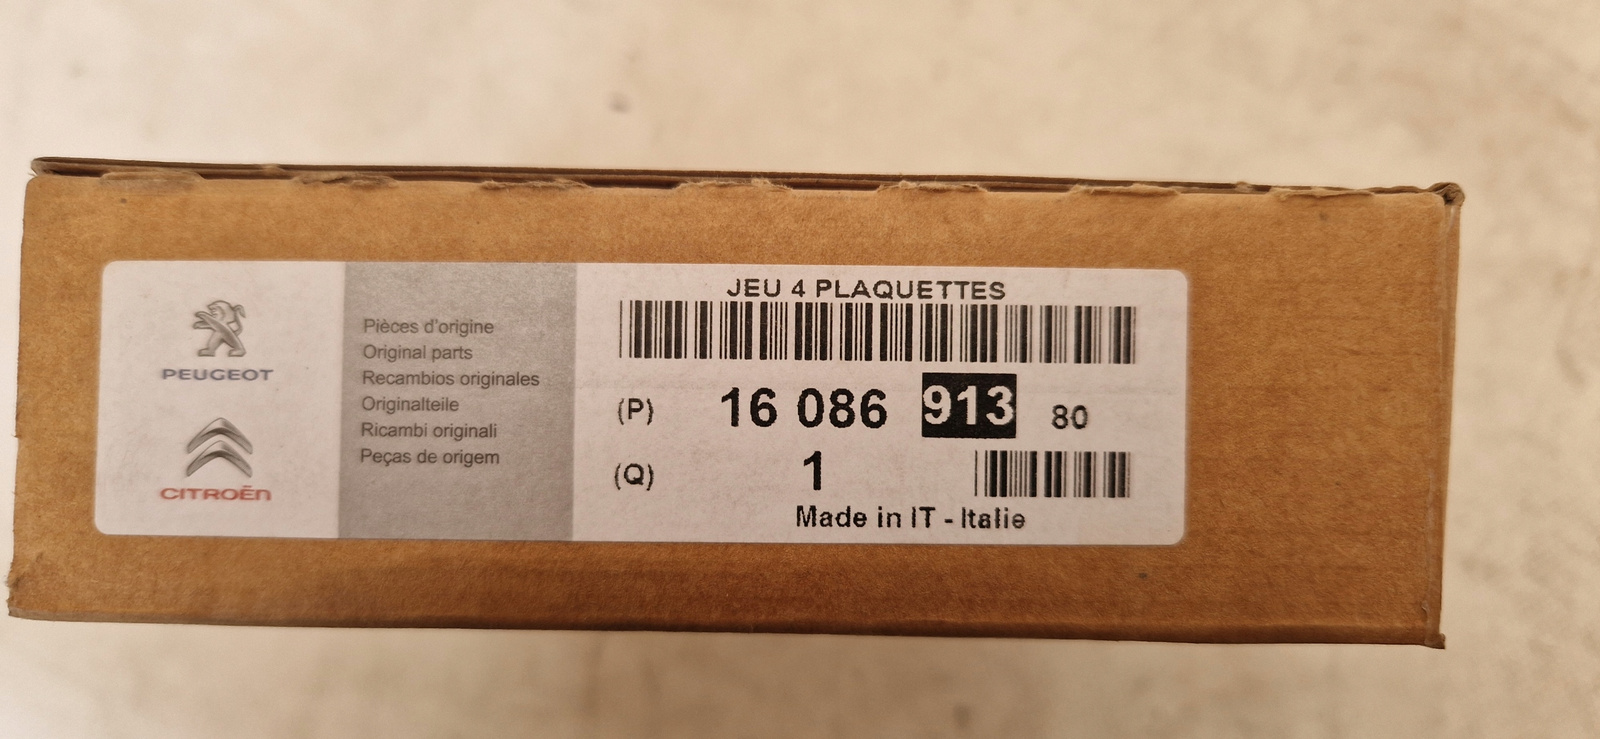 PEUGEOT
CITROËN
Pièces d'origine
Original parts
Recambios originales
Originalteile
Ricambi originali
Peças de origem
JEU 4 PLAQUETTES
(P) 16 086 913 80
(Q) 1
Made in IT - Italie